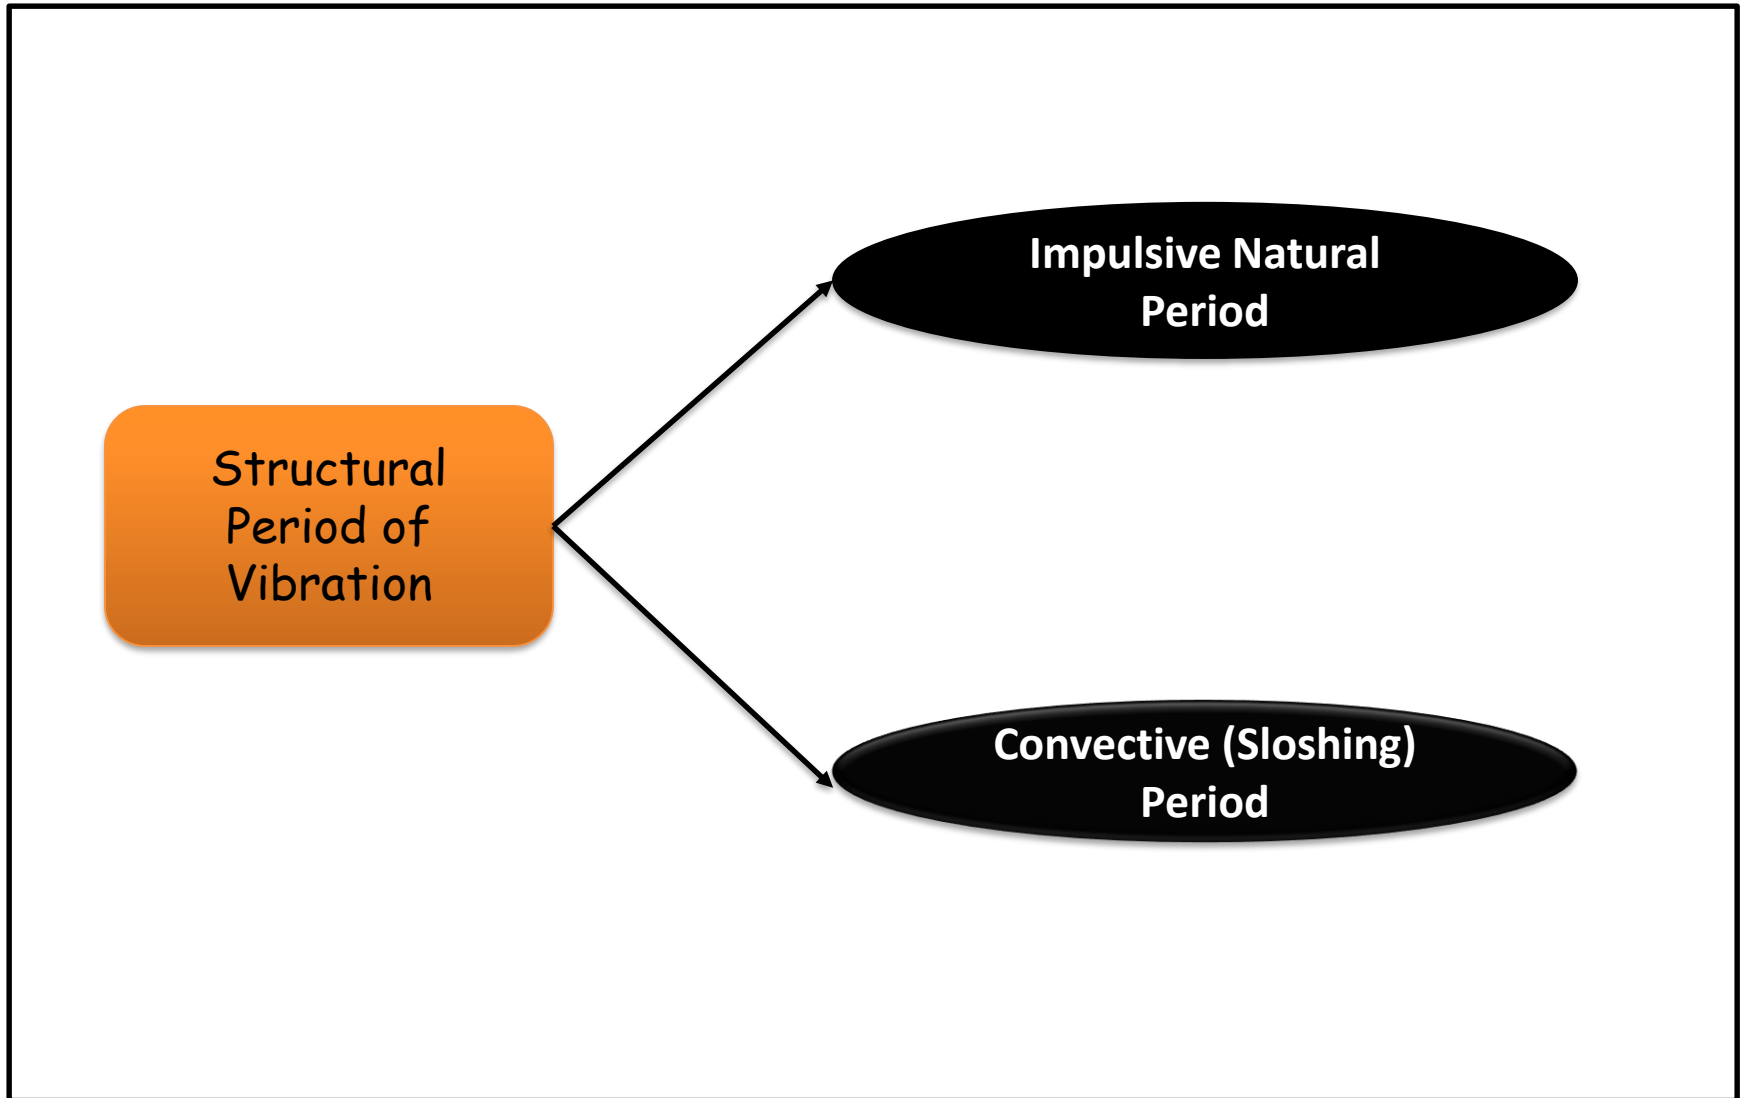 Impulsive Natural
Period
Structural
Period of
Vibration
Convective (Sloshing)
Period